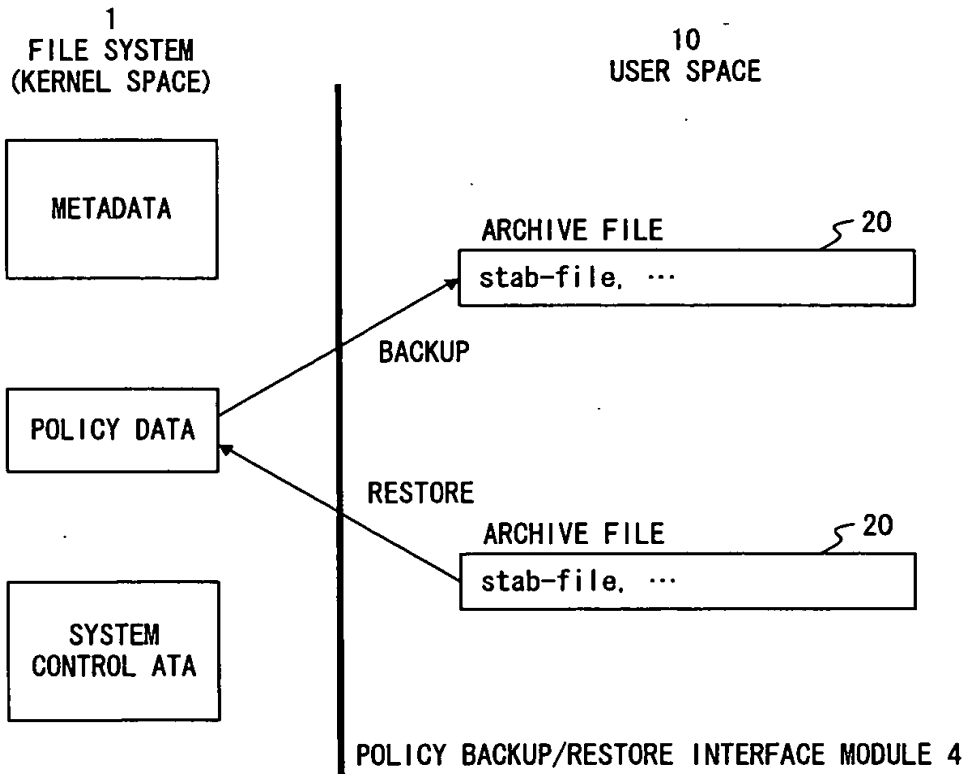 1
FILE SYSTEM
(KERNEL SPACE)
10
USER SPACE
METADATA
ARCHIVE FILE
20
stab-file, ⋯
BACKUP
POLICY DATA
RESTORE
ARCHIVE FILE
20
stab-file, ⋯
SYSTEM
CONTROL ATA
POLICY BACKUP/RESTORE INTERFACE MODULE 4